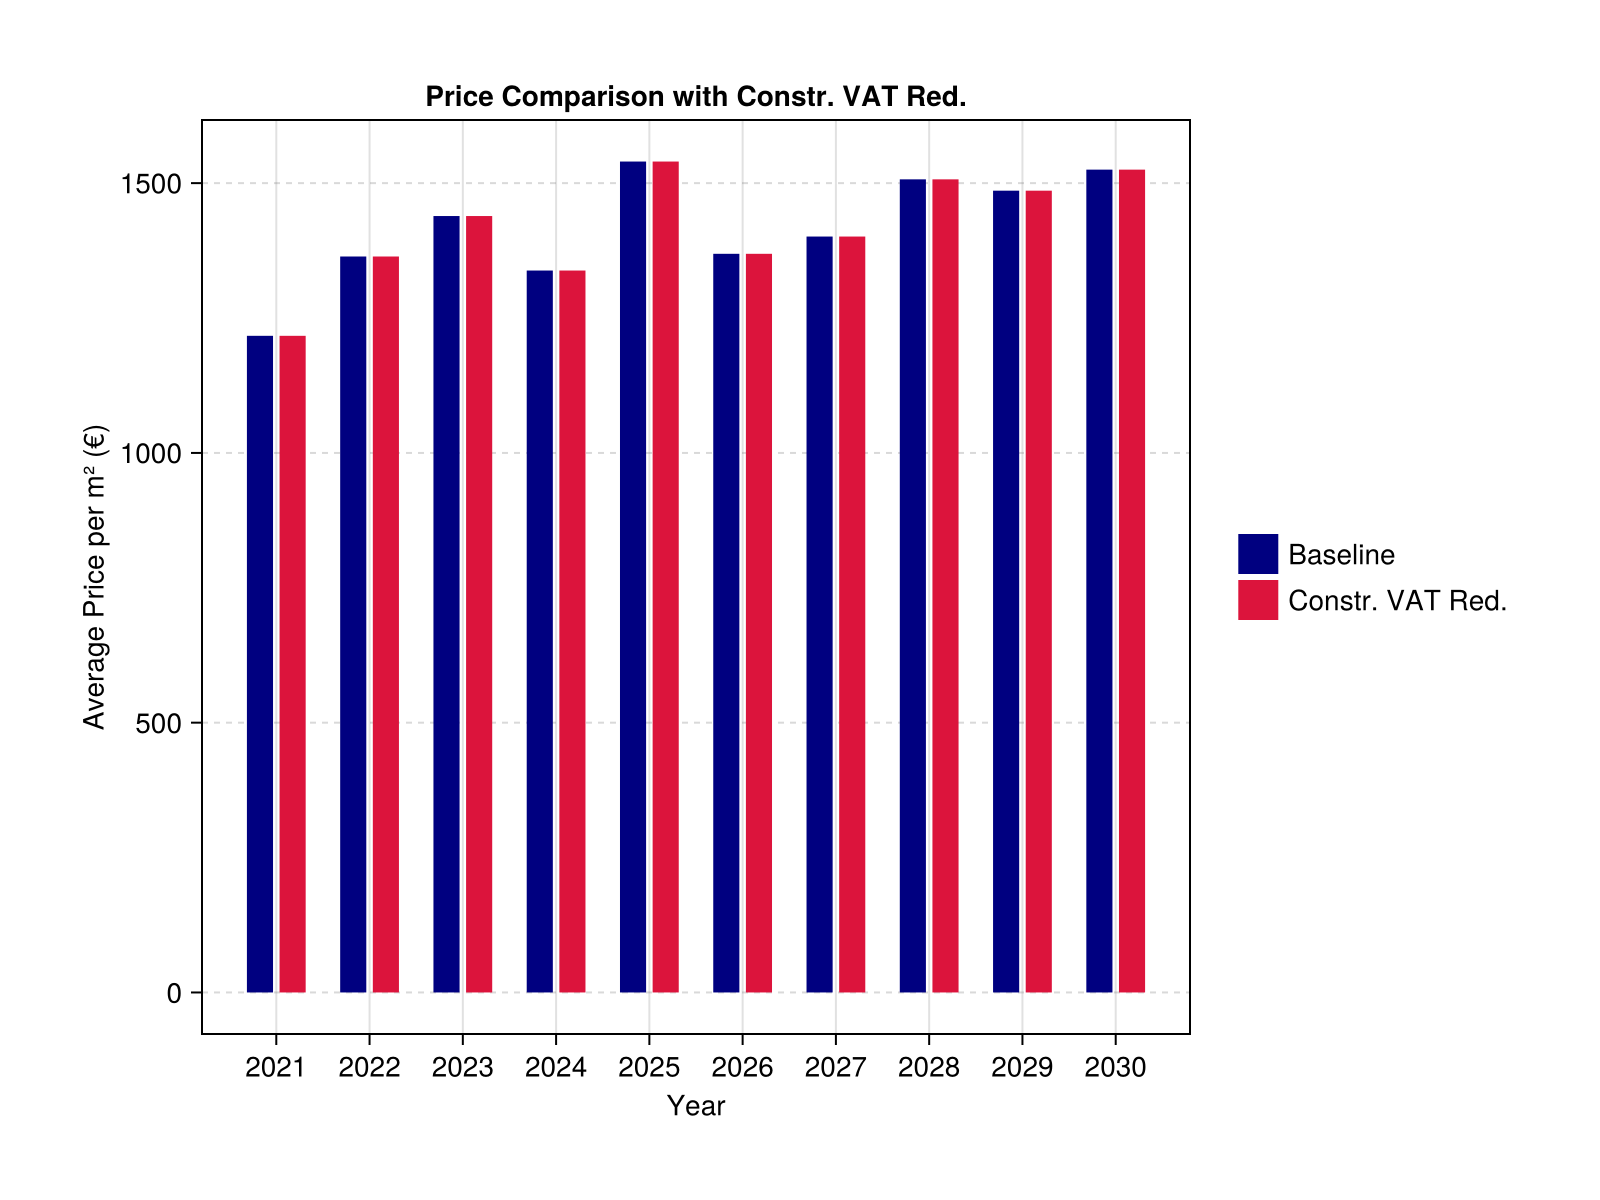 Price Comparison with Constr. VAT Red.
Average Price per m² (€)
1500
1000
500
0
2021 2022 2023 2024 2025 2026 2027 2028 2029 2030
Year
Baseline
Constr. VAT Red.